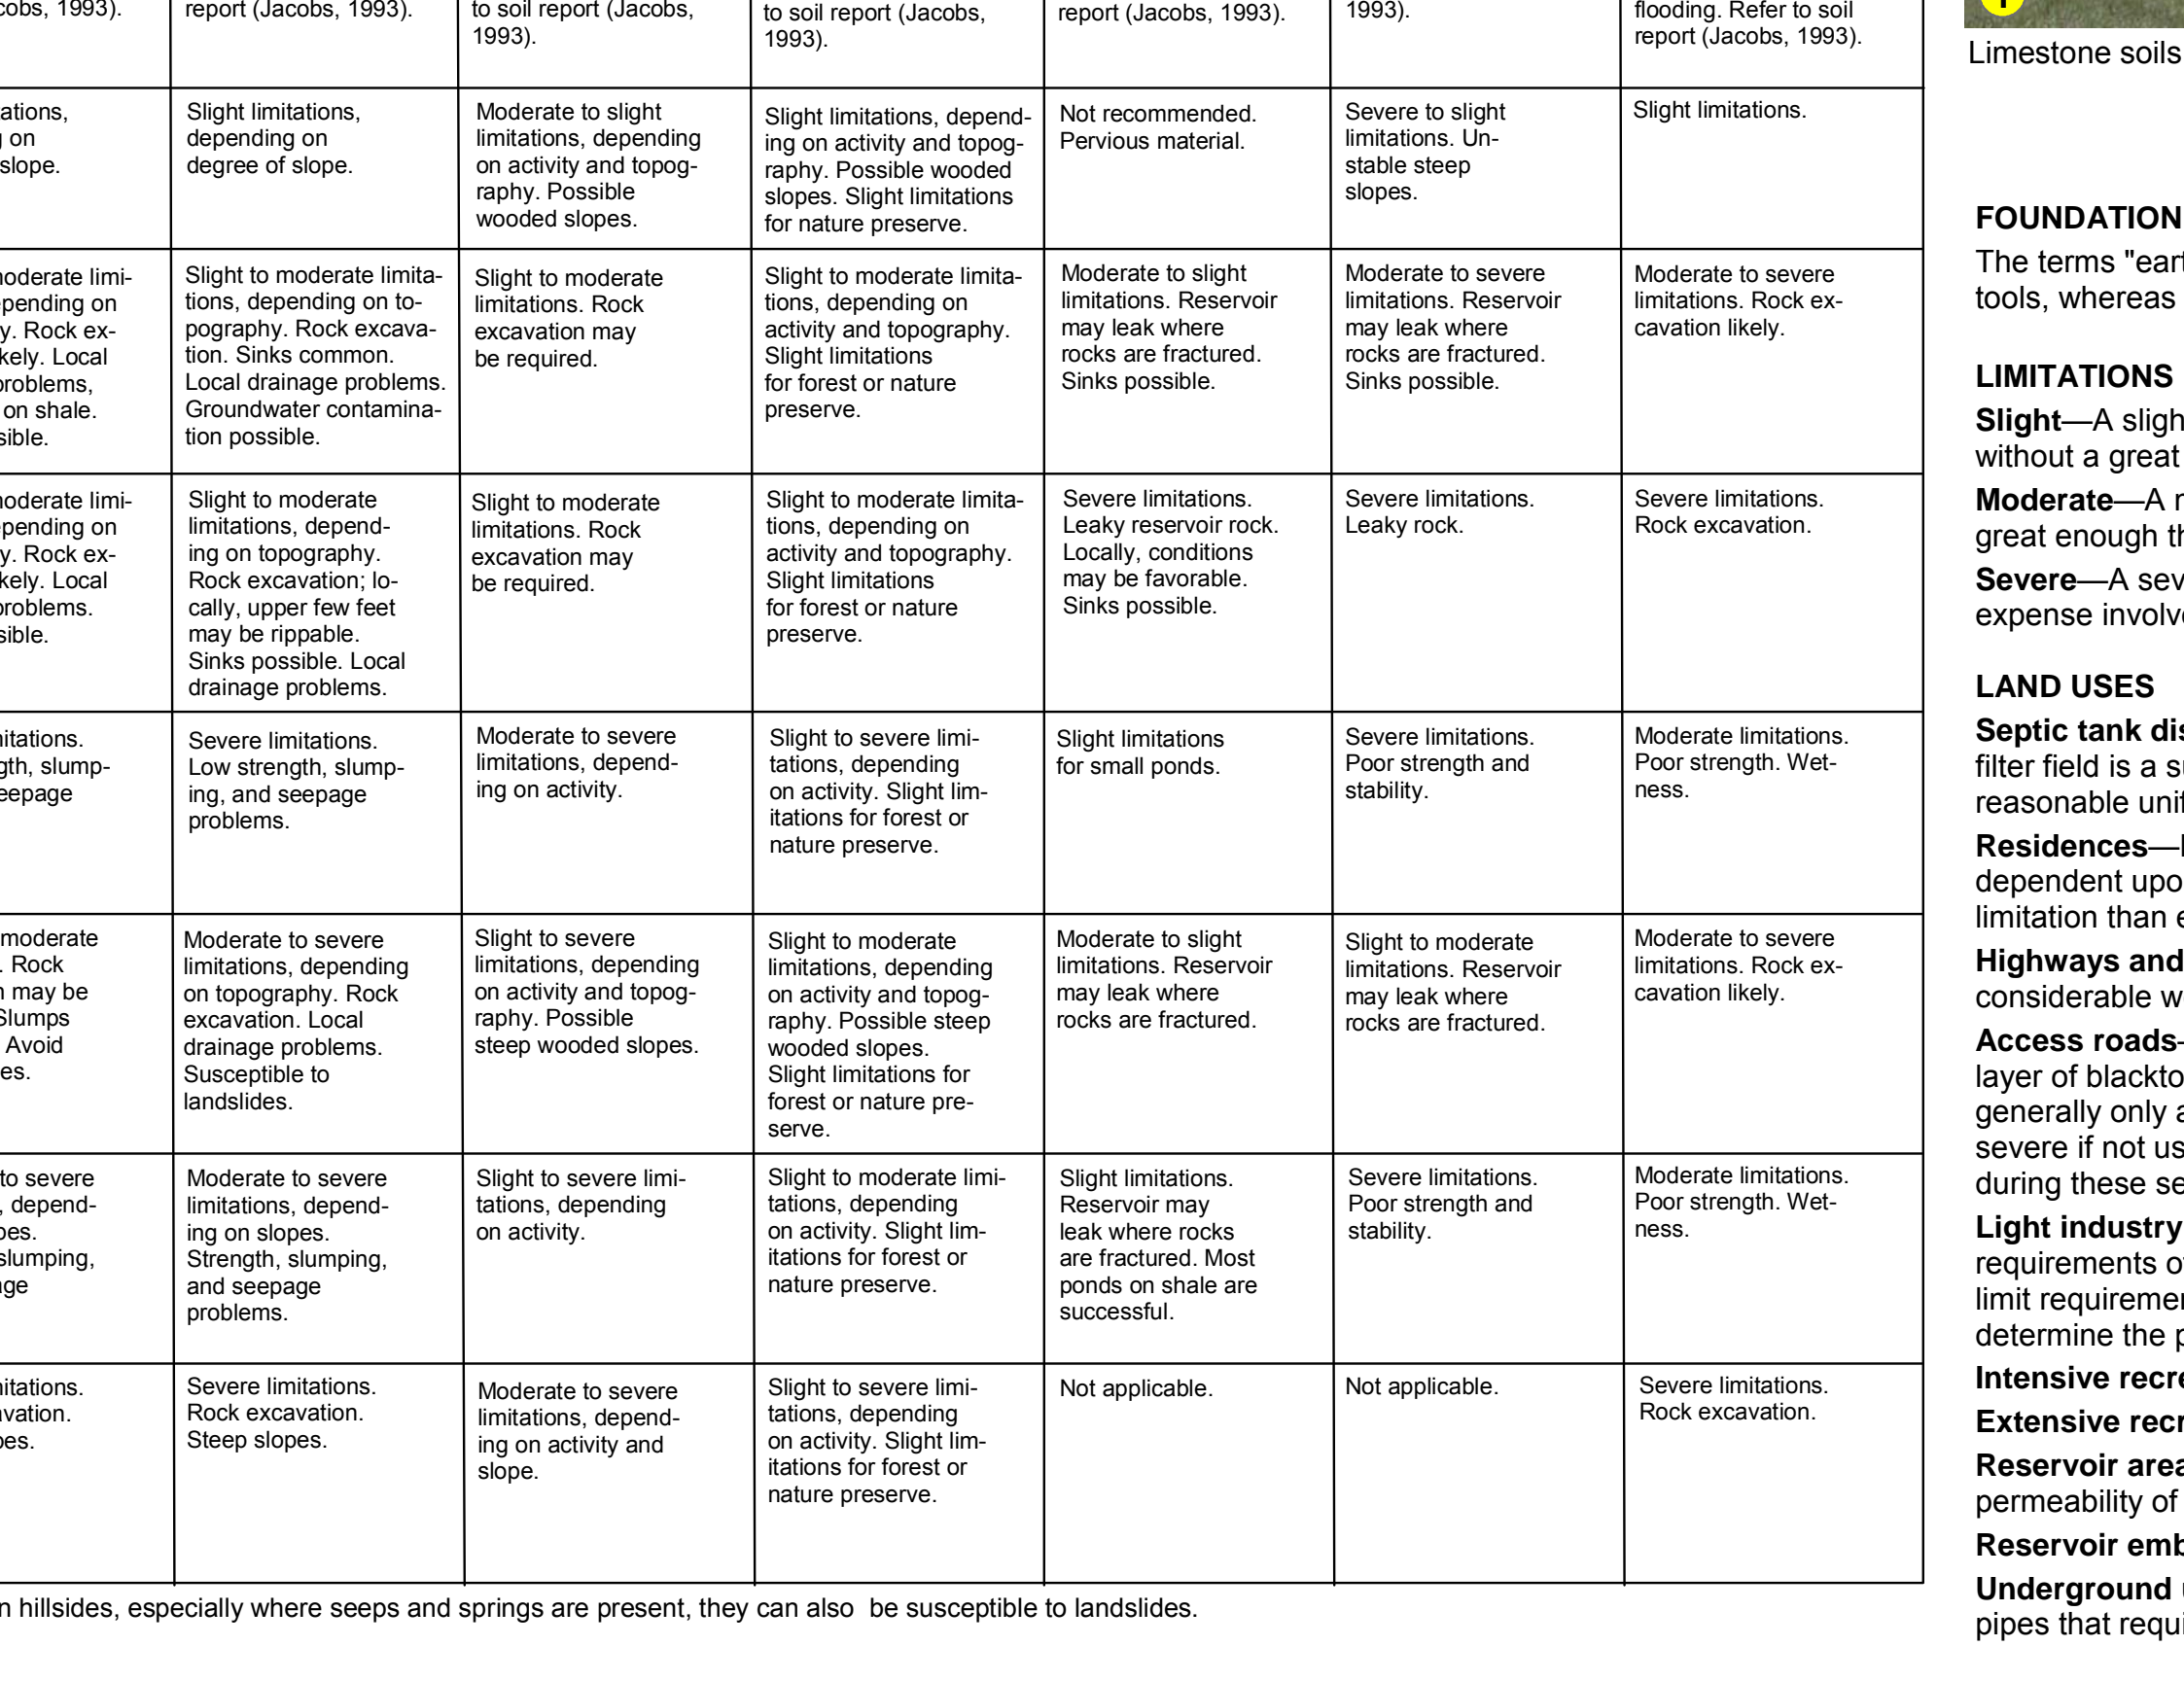 cobs, 1993).
report (Jacobs, 1993).
to soil report (Jacobs,
1993).
to soil report (Jacobs,
1993).
report (Jacobs, 1993).
1993).
flooding. Refer to soil
report (Jacobs, 1993).
ations,
g on
slope.
Slight limitations,
depending on
degree of slope.
Moderate to slight
limitations, depending
on activity and topog-
raphy. Possible
wooded slopes.
Slight limitations, depend-
ing on activity and topog-
raphy. Possible wooded
slopes. Slight limitations
for nature preserve.
Not recommended.
Pervious material.
Severe to slight
limitations. Un-
stable steep
slopes.
Slight limitations.
moderate limi-
pending on
y. Rock ex-
kely. Local
problems,
on shale.
sible.
Slight to moderate limita-
tions, depending on to-
pography. Rock excava-
tion. Sinks common.
Local drainage problems.
Groundwater contamina-
tion possible.
Slight to moderate
limitations. Rock
excavation may
be required.
Slight to moderate limita-
tions, depending on
activity and topography.
Slight limitations
for forest or nature
preserve.
Moderate to slight
limitations. Reservoir
may leak where
rocks are fractured.
Sinks possible.
Moderate to severe
limitations. Reservoir
may leak where
rocks are fractured.
Sinks possible.
Moderate to severe
limitations. Rock ex-
cavation likely.
moderate limi-
pending on
y. Rock ex-
kely. Local
problems.
sible.
Slight to moderate
limitations, depend-
ing on topography.
Rock excavation; lo-
cally, upper few feet
may be rippable.
Sinks possible. Local
drainage problems.
Slight to moderate
limitations. Rock
excavation may
be required.
Slight to moderate limita-
tions, depending on
activity and topography.
Slight limitations
for forest or nature
preserve.
Severe limitations.
Leaky reservoir rock.
Locally, conditions
may be favorable.
Sinks possible.
Severe limitations.
Leaky rock.
Severe limitations.
Rock excavation.
itations.
gth, slump-
eepage
Severe limitations.
Low strength, slump-
ing, and seepage
problems.
Moderate to severe
limitations, depend-
ing on activity.
Slight to severe limi-
tations, depending
on activity. Slight lim-
itations for forest or
nature preserve.
Slight limitations
for small ponds.
Severe limitations.
Poor strength and
stability.
Moderate limitations.
Poor strength. Wet-
ness.
moderate
. Rock
n may be
Slumps
Avoid
es.
Moderate to severe
limitations, depending
on topography. Rock
excavation. Local
drainage problems.
Susceptible to
landslides.
Slight to severe
limitations, depending
on activity and topog-
raphy. Possible
steep wooded slopes.
Slight to moderate
limitations, depending
on activity and topog-
raphy. Possible steep
wooded slopes.
Slight limitations for
forest or nature pre-
serve.
Moderate to slight
limitations. Reservoir
may leak where
rocks are fractured.
Slight to moderate
limitations. Reservoir
may leak where
rocks are fractured.
Moderate to severe
limitations. Rock ex-
cavation likely.
to severe
, depend-
pes.
slumping,
age
Moderate to severe
limitations, depend-
ing on slopes.
Strength, slumping,
and seepage
problems.
Slight to severe limi-
tations, depending
on activity.
Slight to moderate limi-
tations, depending
on activity. Slight lim-
itations for forest or
nature preserve.
Slight limitations.
Reservoir may
leak where rocks
are fractured. Most
ponds on shale are
successful.
Severe limitations.
Poor strength and
stability.
Moderate limitations.
Poor strength. Wet-
ness.
itations.
vation.
pes.
Severe limitations.
Rock excavation.
Steep slopes.
Moderate to severe
limitations, depend-
ing on activity and
slope.
Slight to severe limi-
tations, depending
on activity. Slight lim-
itations for forest or
nature preserve.
Not applicable.
Not applicable.
Severe limitations.
Rock excavation.
n hillsides, especially where seeps and springs are present, they can also be susceptible to landslides.
Limestone soils
FOUNDATION
The terms "eart
tools, whereas
LIMITATIONS
Slight—A sligh
without a great
Moderate—A
great enough th
Severe—A sev
expense involv
LAND USES
Septic tank dis
filter field is a s
reasonable unif
Residences—
dependent upo
limitation than e
Highways and
considerable w
Access roads
layer of blackto
generally only a
severe if not us
during these se
Light industry
requirements of
limit requiremen
determine the p
Intensive recre
Extensive recr
Reservoir area
permeability of
Reservoir emb
Underground u
pipes that requi